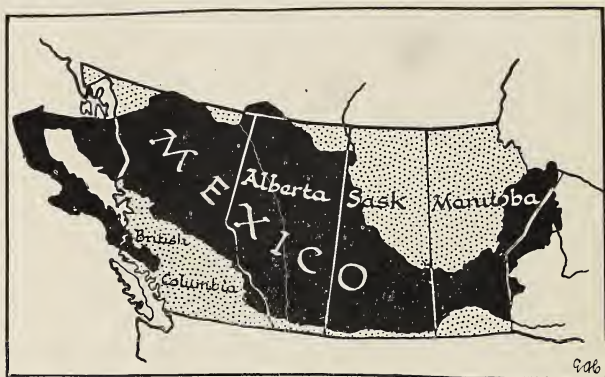 MEXICO
Alberta
Sask
Manitoba
British
Columbia